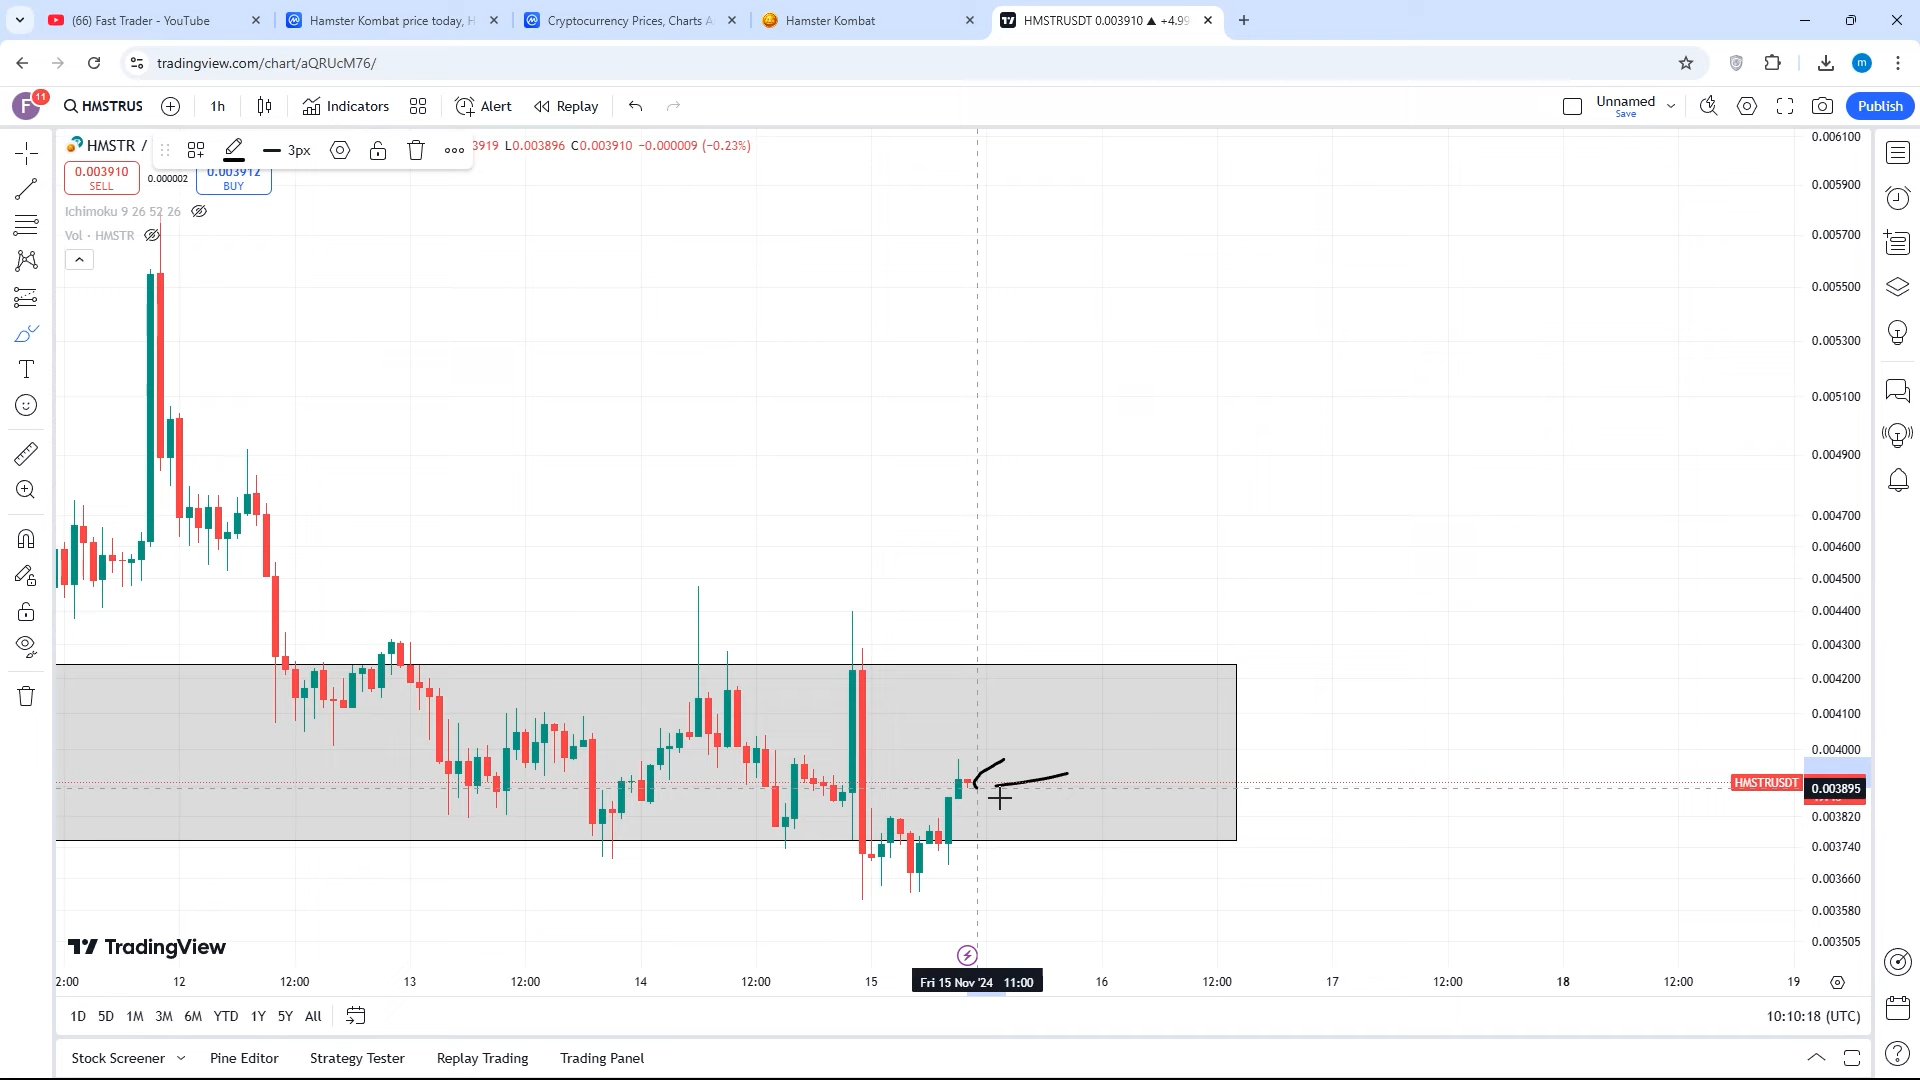 (66) Fast Trader - YouTube
Hamster Kombat price today, H
Cryptocurrency Prices, Charts A
Hamster Kombat
HMSTRUSDT 0.003910 ▲ +4.99
tradingview.com/chart/aQRUcM76/
m
F
11
HMSTRUS
1h
Indicators
Alert
Replay
Unnamed
Save
Publish
HMSTR /
3px
3919 L0.003896 C0.003910 −0.000009 (−0.23%)
0.003910
SELL
0.000002
0.003912
BUY
Ichimoku 9 26 52 26
Vol · HMSTR
0.006100
0.005900
0.005700
0.005500
0.005300
0.005100
0.004900
0.004700
0.004600
0.004500
0.004400
0.004300
0.004200
0.004100
0.004000
HMSTRUSDT
0.003895
0.003820
0.003740
0.003660
0.003580
0.003505
TradingView
2:00
12
12:00
13
12:00
14
12:00
15
Fri 15 Nov '24 11:00
16
12:00
17
12:00
18
12:00
19
1D 5D 1M 3M 6M YTD 1Y 5Y All
10:10:18 (UTC)
Stock Screener
Pine Editor
Strategy Tester
Replay Trading
Trading Panel